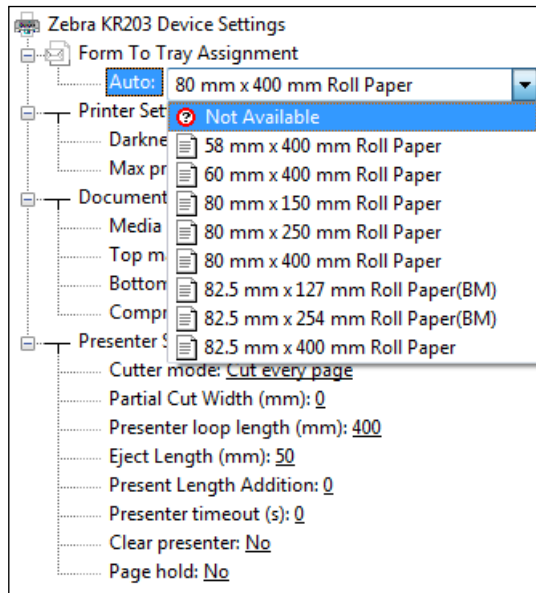 Zebra KR203 Device Settings
Form To Tray Assignment
Auto: 80 mm x 400 mm Roll Paper
Printer Set
Not Available
Darkne
58 mm x 400 mm Roll Paper
Max pr
60 mm x 400 mm Roll Paper
80 mm x 150 mm Roll Paper
Document
80 mm x 250 mm Roll Paper
Media
80 mm x 400 mm Roll Paper
Top m
82.5 mm x 127 mm Roll Paper(BM)
Botton
82.5 mm x 254 mm Roll Paper(BM)
Compr
82.5 mm x 400 mm Roll Paper
Presenter S
Cutter mode: Cut every page
Partial Cut Width (mm): 0
Presenter loop length (mm): 400
Eject Length (mm): 50
Present Length Addition: 0
Presenter timeout (s): 0
Clear presenter: No
Page hold: No